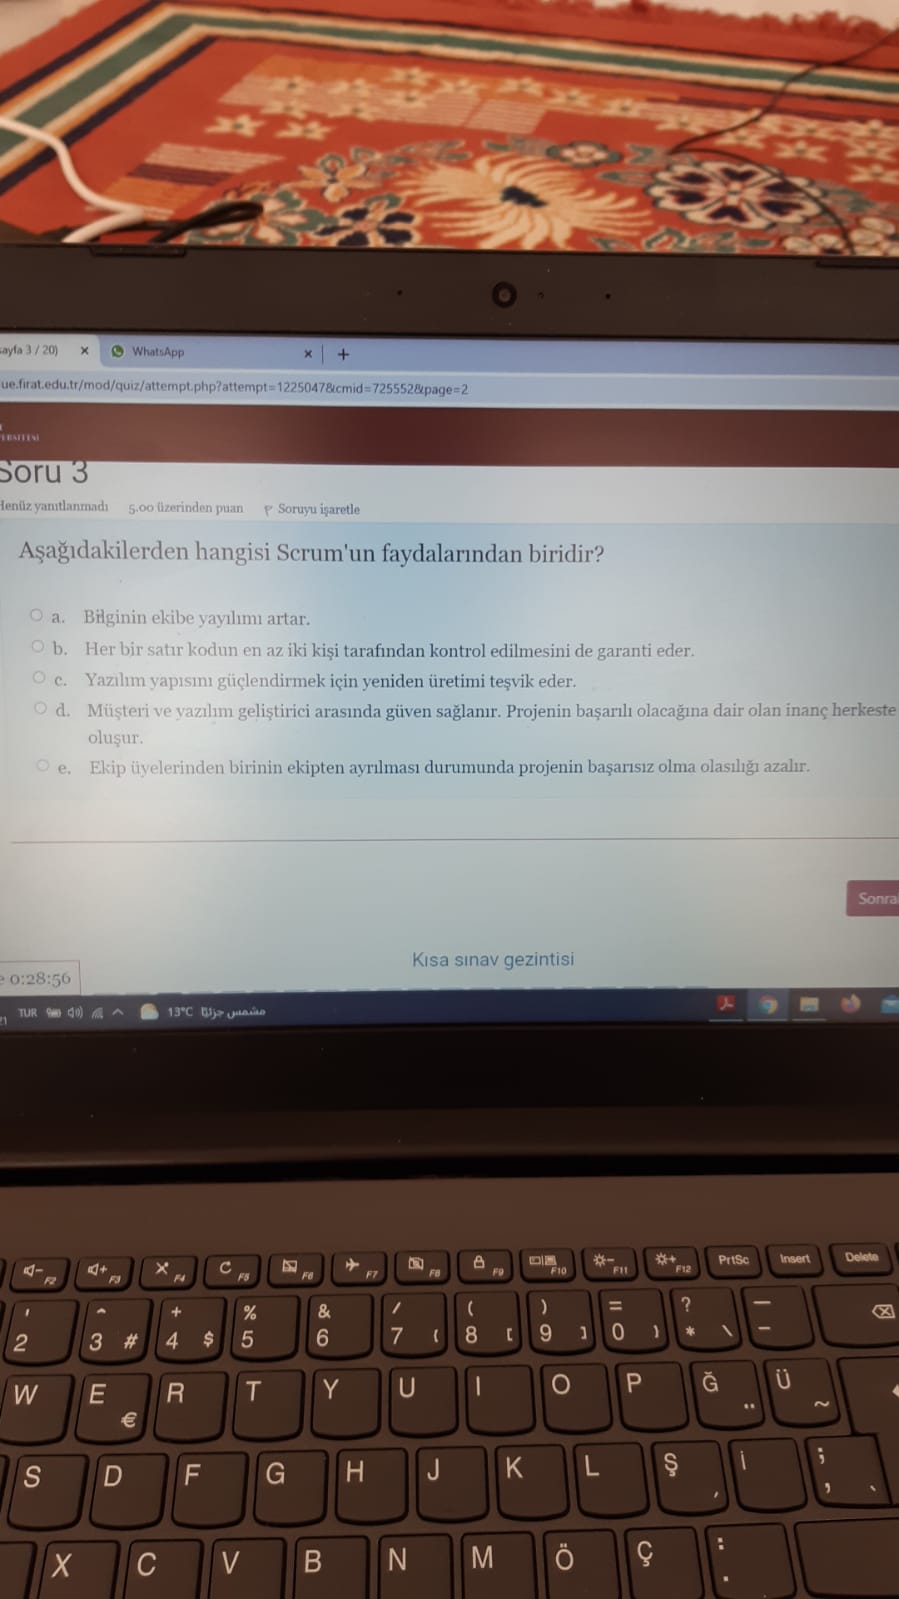 sayfa 3 / 20)
WhatsApp
ue.firat.edu.tr/mod/quiz/attempt.php?attempt=1225047&cmid=725552&page=2
ERSİTESİ
Soru 3
Henüz yanıtlanmadı 5.00 üzerinden puan Soruyu işaretle
Aşağıdakilerden hangisi Scrum'un faydalarından biridir?
a. Bilginin ekibe yayılımı artar.
b. Her bir satır kodun en az iki kişi tarafından kontrol edilmesini de garanti eder.
c. Yazılım yapısını güçlendirmek için yeniden üretimi teşvik eder.
d. Müşteri ve yazılım geliştirici arasında güven sağlanır. Projenin başarılı olacağına dair olan inanç herkeste
oluşur.
e. Ekip üyelerinden birinin ekipten ayrılması durumunda projenin başarısız olma olasılığı azalır.
Sonra
Kısa sınav gezintisi
e 0:28:56
21 TUR 13°C مشمس جزئيًا
F2 F3 F4 F5 F6 F7 F8 F9 F10 F11 F12 PrtSc Insert Delete
' ^ + % & / ( ) = ? _
2 3 # 4 $ 5 6 7 { 8 [ 9 ] 0 } * \ -
W E € R T Y U I O P Ğ ¨ Ü ~
S D F G H J K L Ş ´ İ ; , `
X C V B N M Ö Ç : .